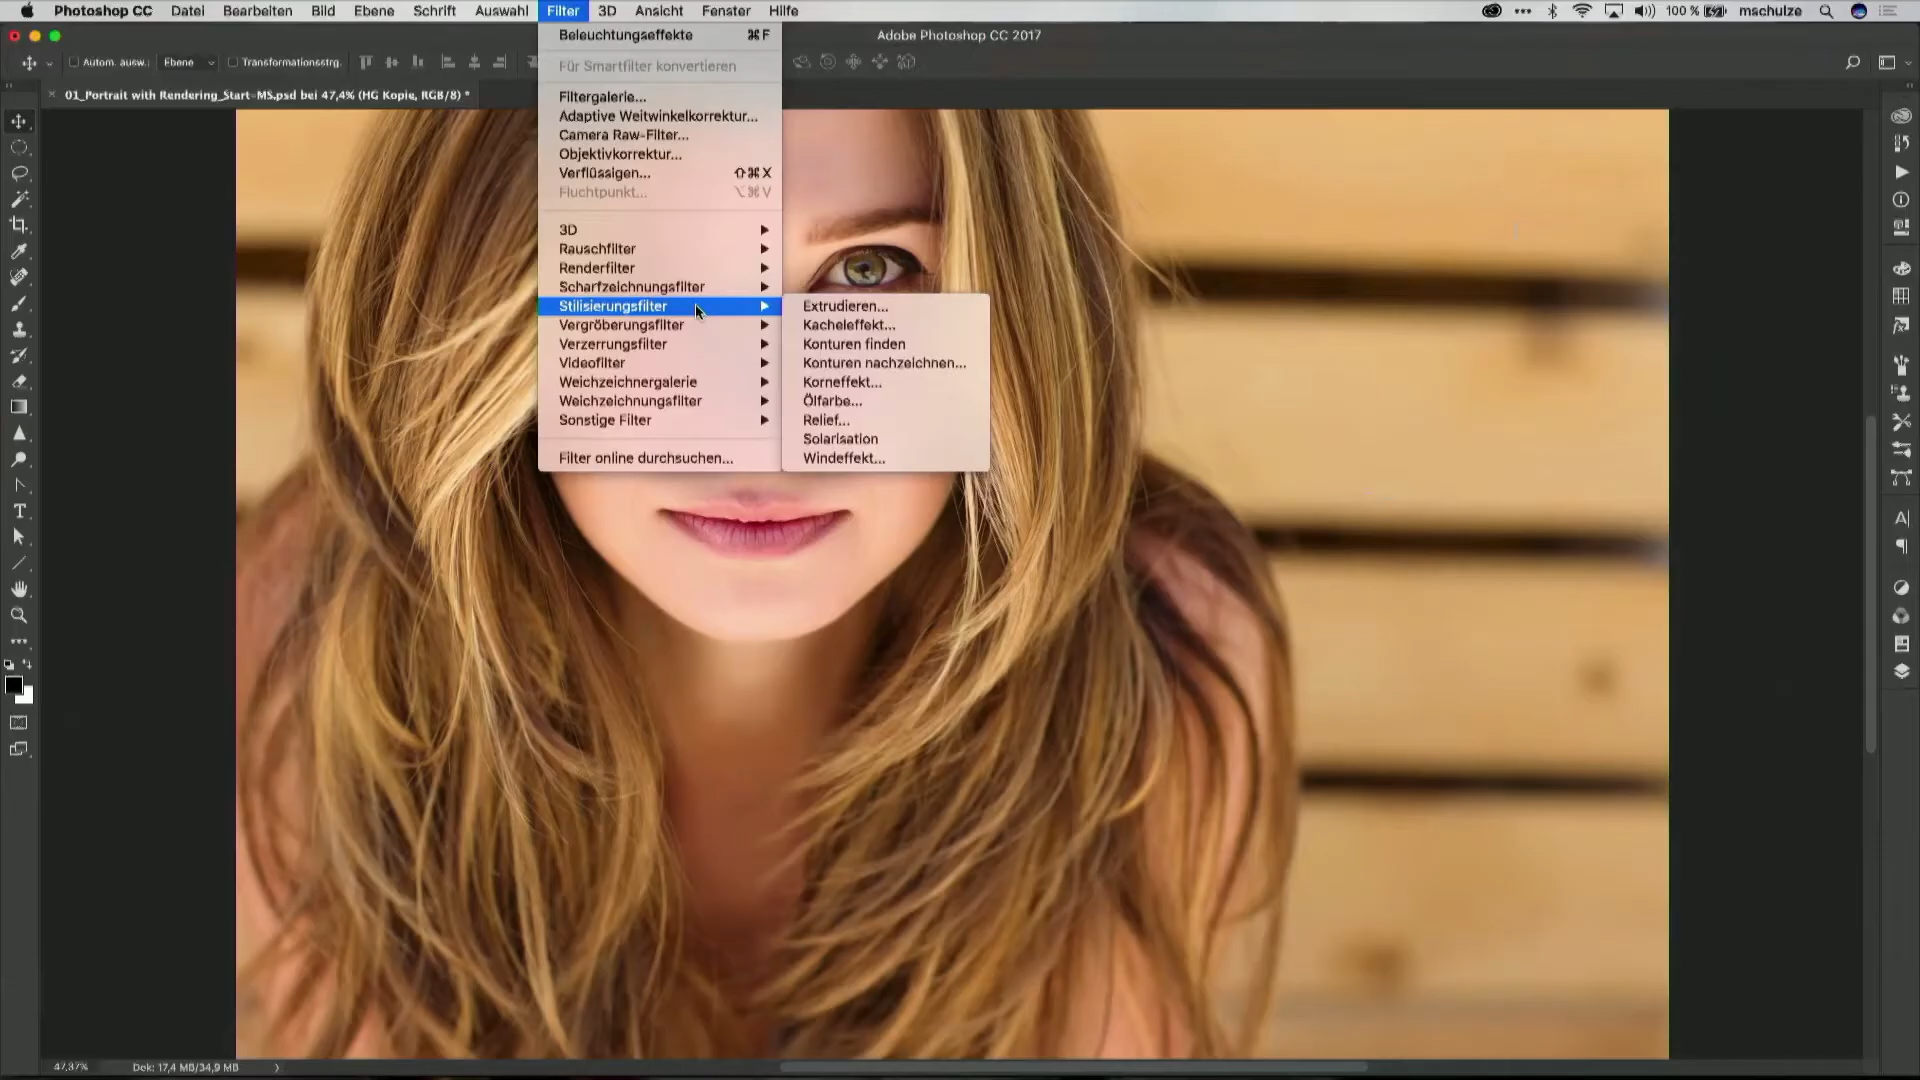 Photoshop CC Datei Bearbeiten Bild Ebene Schrift Auswahl Filter 3D Ansicht Fenster Hilfe 100 % mschulze
Adobe Photoshop CC 2017
Autom. ausw.: Ebene Transformationsstrg.
01_Portrait with Rendering_Start-MS.psd bei 47,4% (HG Kopie, RGB/8) *
Beleuchtungseffekte ⌘F
Für Smartfilter konvertieren
Filtergalerie...
Adaptive Weitwinkelkorrektur...
Camera Raw-Filter...
Objektivkorrektur...
Verflüssigen... ⇧⌘X
Fluchtpunkt... ⌥⌘V
3D
Rauschfilter
Renderfilter
Scharfzeichnungsfilter
Stilisierungsfilter
Vergröberungsfilter
Verzerrungsfilter
Videofilter
Weichzeichnergalerie
Weichzeichnungsfilter
Sonstige Filter
Filter online durchsuchen...
Extrudieren...
Kacheleffekt...
Konturen finden
Konturen nachzeichnen...
Korneffekt...
Ölfarbe...
Relief...
Solarisation
Windeffekt...
47,37% Dok: 17,4 MB/34,9 MB